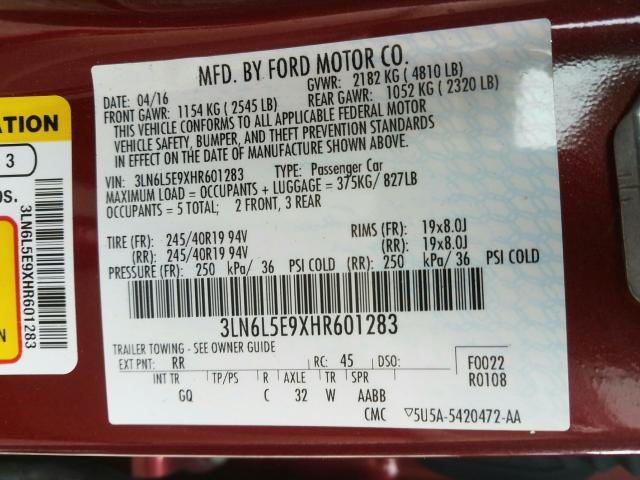 MFD. BY FORD MOTOR CO.
DATE: 04/16 GVWR: 2182 KG ( 4810 LB)
FRONT GAWR: 1154 KG ( 2545 LB) REAR GAWR: 1052 KG ( 2320 LB)
THIS VEHICLE CONFORMS TO ALL APPLICABLE FEDERAL MOTOR
VEHICLE SAFETY, BUMPER, AND THEFT PREVENTION STANDARDS
IN EFFECT ON THE DATE OF MANUFACTURE SHOWN ABOVE.
VIN: 3LN6L5E9XHR601283 TYPE: Passenger Car
MAXIMUM LOAD = OCCUPANTS + LUGGAGE = 375KG/ 827LB
OCCUPANTS = 5 TOTAL; 2 FRONT, 3 REAR
TIRE (FR): 245/40R19 94V RIMS (FR): 19x8.0J
(RR): 245/40R19 94V (RR): 19x8.0J
PRESSURE (FR): 250 kPa/ 36 PSI COLD (RR): 250 kPa/ 36 PSI COLD
3LN6L5E9XHR601283
TRAILER TOWING - SEE OWNER GUIDE
EXT PNT: RR RC: 45 DSO: F0022
R0108
INT TR TP/PS R AXLE TR SPR
GQ C 32 W AABB
CMC ▽5U5A-5420472-AA
ATION
3
os.
3LN6L5E9XHR601283
N